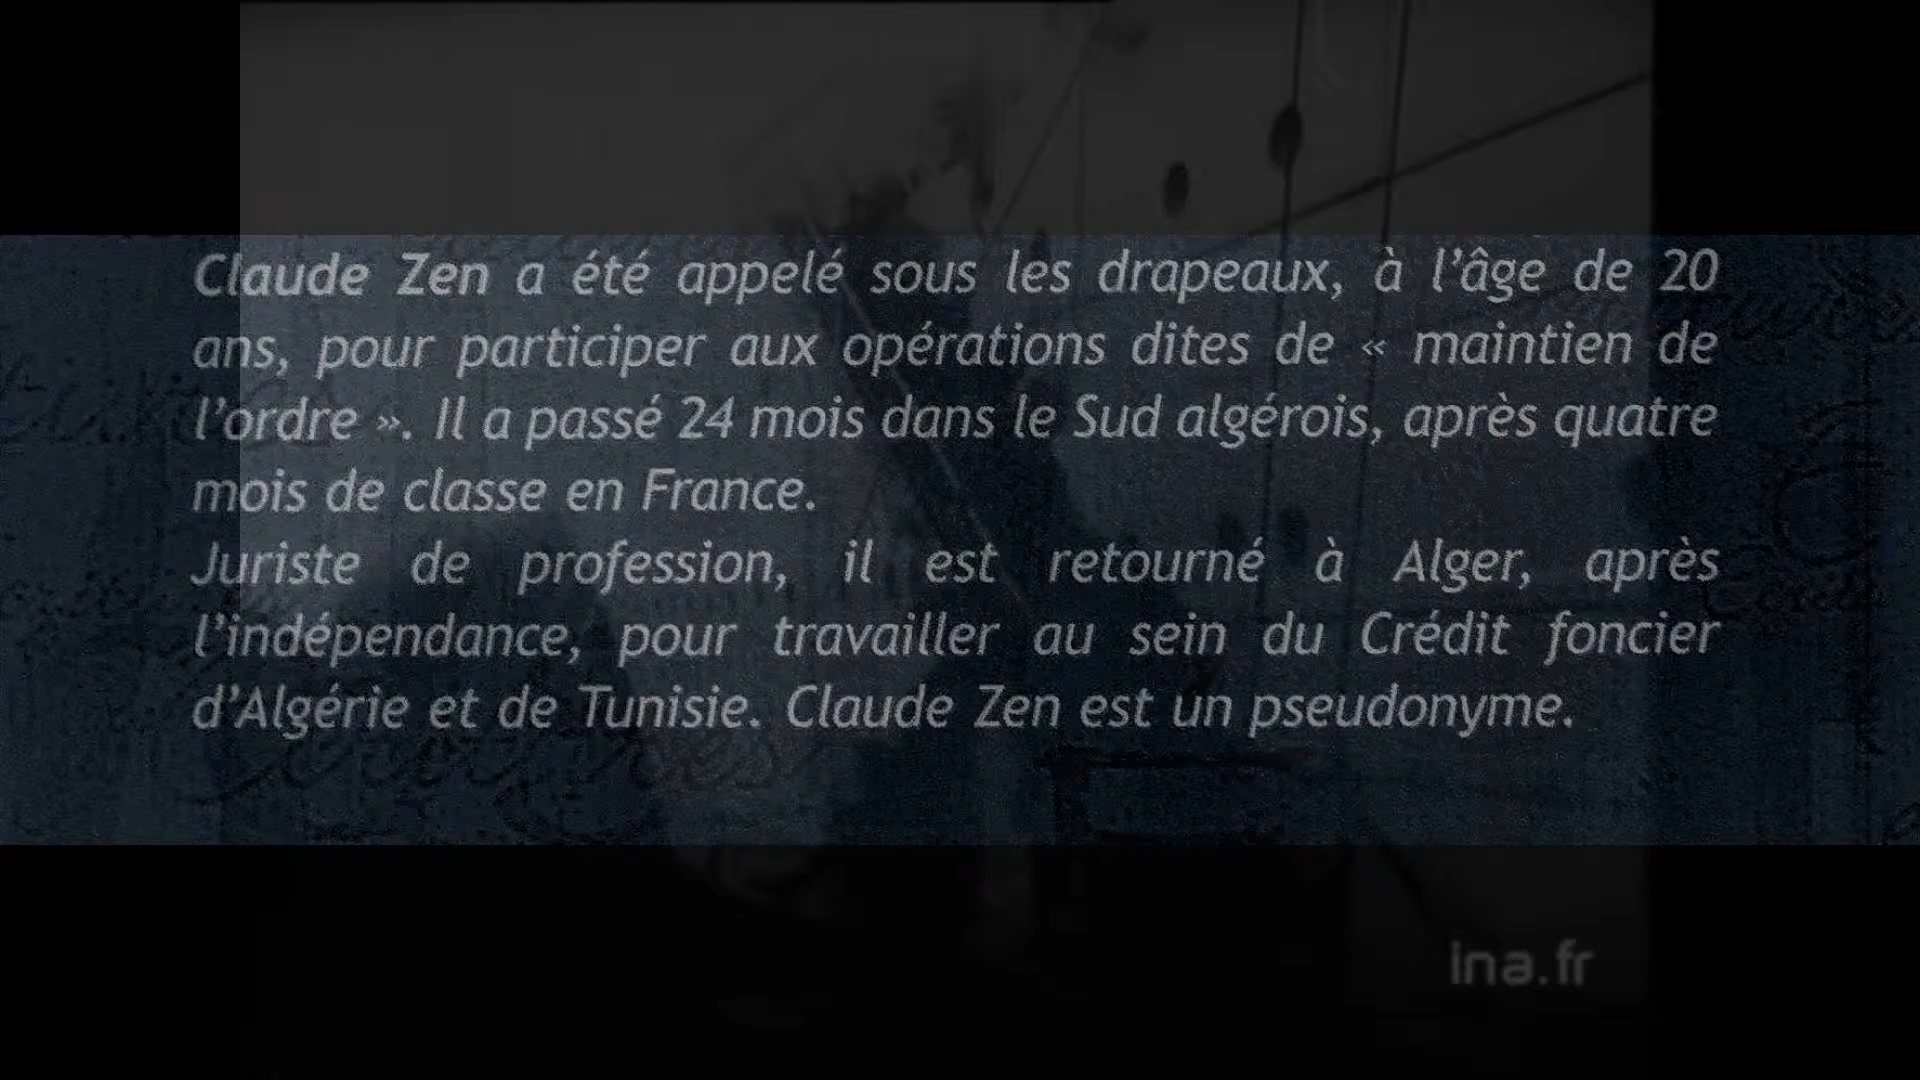 Claude Zen a été appelé sous les drapeaux, à l’âge de 20
ans, pour participer aux opérations dites de « maintien de
l’ordre ». Il a passé 24 mois dans le Sud algérois, après quatre
mois de classe en France.
Juriste de profession, il est retourné à Alger, après
l’indépendance, pour travailler au sein du Crédit foncier
d’Algérie et de Tunisie. Claude Zen est un pseudonyme.
ina.fr